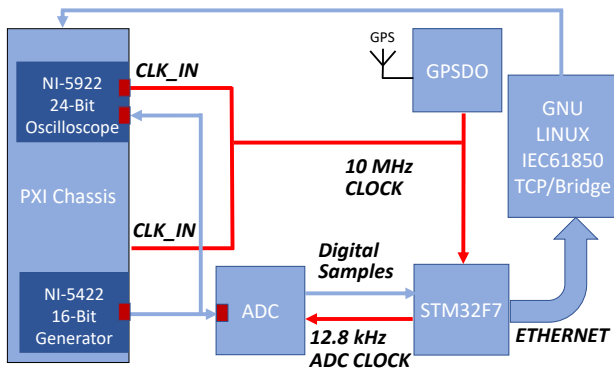 NI-5922
24-Bit
Oscilloscope
PXI Chassis
NI-5422
16-Bit
Generator
CLK_IN
CLK_IN
GPS
GPSDO
10 MHz
CLOCK
GNU
LINUX
IEC61850
TCP/Bridge
Digital
Samples
ADC
STM32F7
12.8 kHz
ADC CLOCK
ETHERNET